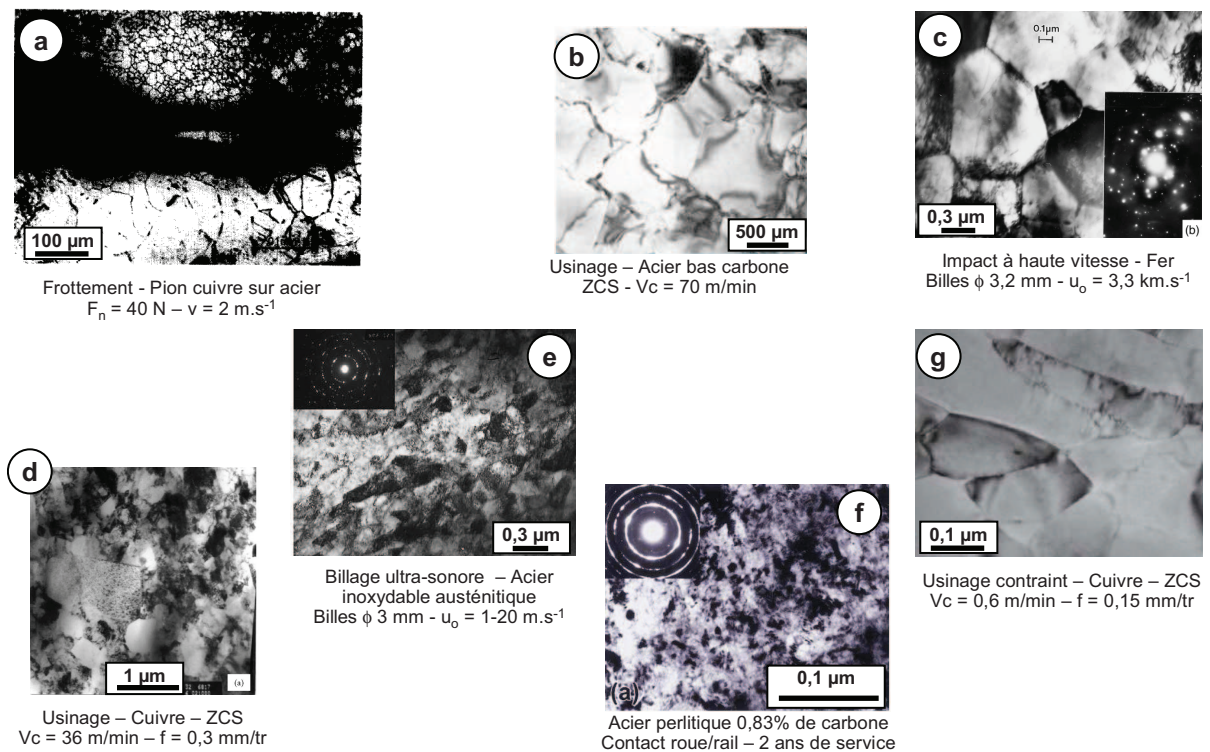 a
100 µm
Frottement - Pion cuivre sur acier
Fn = 40 N – v = 2 m.s-1
b
500 µm
Usinage – Acier bas carbone
ZCS - Vc = 70 m/min
c
0.1µm
0,3 µm
(b)
Impact à haute vitesse - Fer
Billes ϕ 3,2 mm - uo = 3,3 km.s-1
d
1 µm
(a)
Usinage – Cuivre – ZCS
Vc = 36 m/min – f = 0,3 mm/tr
e
0,3 µm
Billage ultra-sonore – Acier
inoxydable austénitique
Billes ϕ 3 mm - uo = 1-20 m.s-1
f
(a)
0,1 µm
Acier perlitique 0,83% de carbone
Contact roue/rail – 2 ans de service
g
0,1 µm
Usinage contraint – Cuivre – ZCS
Vc = 0,6 m/min – f = 0,15 mm/tr